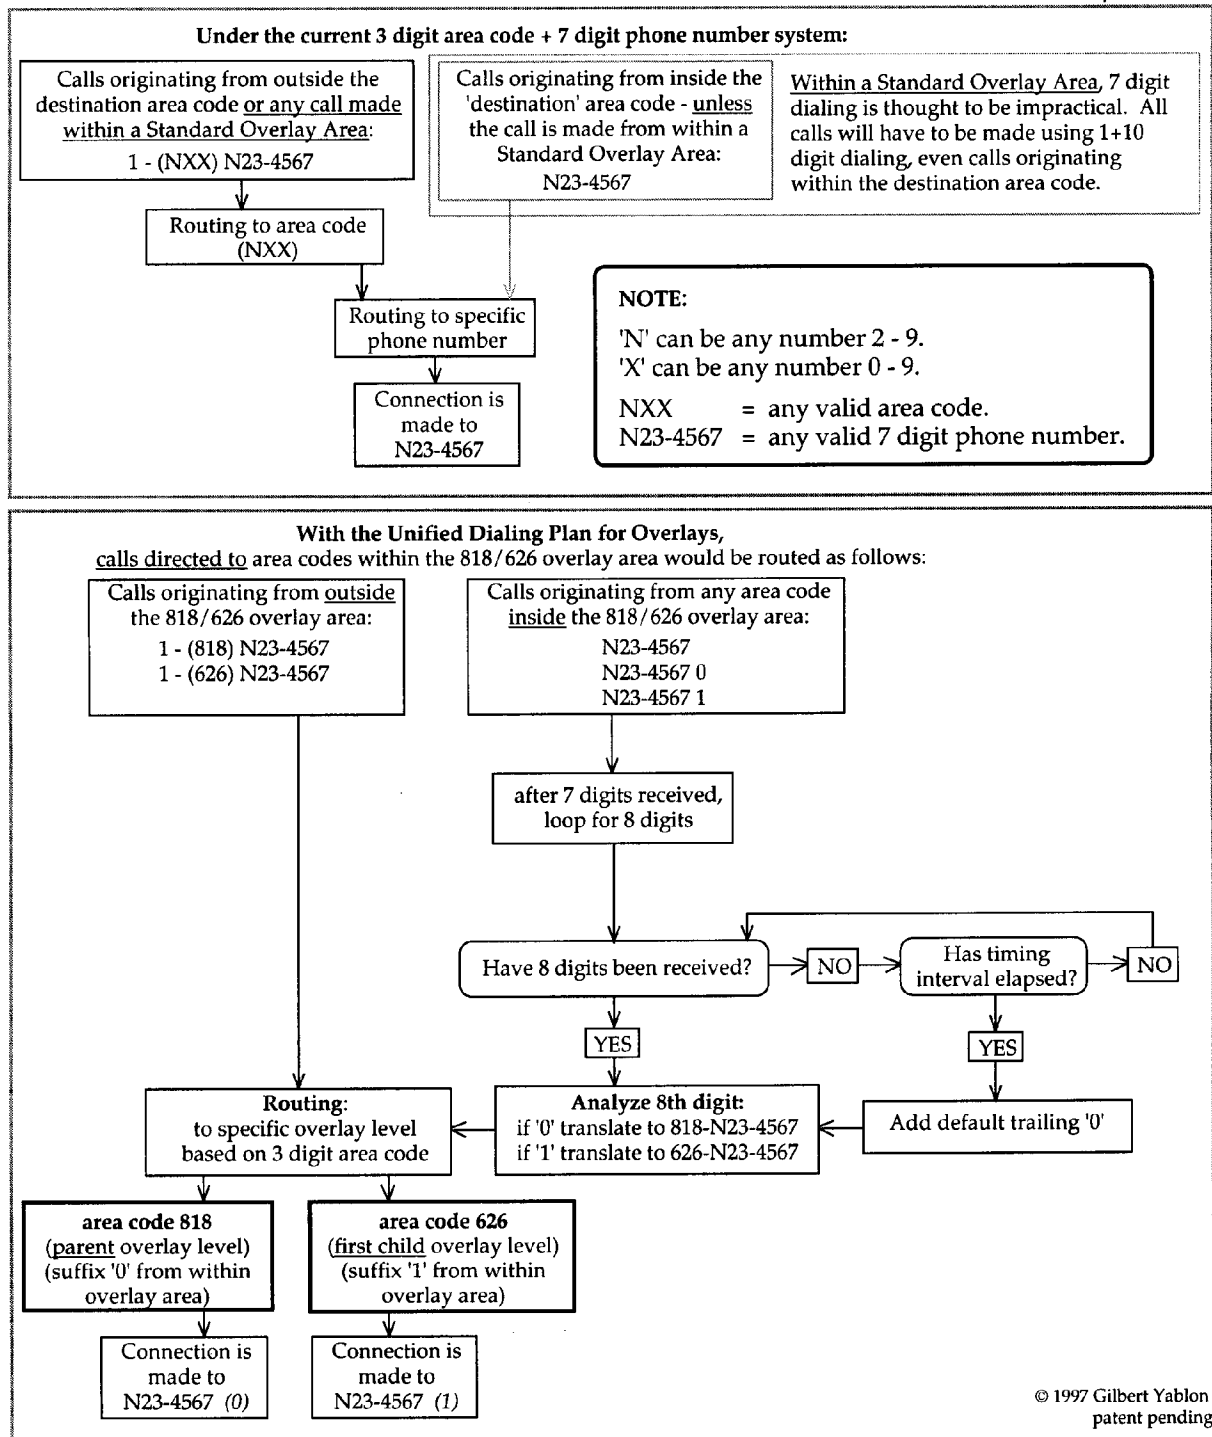 Under the current 3 digit area code + 7 digit phone number system:
Calls originating from outside the
destination area code or any call made
within a Standard Overlay Area:
1 - (NXX) N23-4567
Calls originating from inside the
'destination' area code - unless
the call is made from within a
Standard Overlay Area:
N23-4567
Within a Standard Overlay Area, 7 digit
dialing is thought to be impractical. All
calls will have to be made using 1+10
digit dialing, even calls originating
within the destination area code.
Routing to area code
(NXX)
Routing to specific
phone number
Connection is
made to
N23-4567
NOTE:
'N' can be any number 2 - 9.
'X' can be any number 0 - 9.
NXX = any valid area code.
N23-4567 = any valid 7 digit phone number.
With the Unified Dialing Plan for Overlays,
calls directed to area codes within the 818/626 overlay area would be routed as follows:
Calls originating from outside
the 818/626 overlay area:
1 - (818) N23-4567
1 - (626) N23-4567
Calls originating from any area code
inside the 818/626 overlay area:
N23-4567
N23-4567 0
N23-4567 1
after 7 digits received,
loop for 8 digits
Have 8 digits been received?
NO
Has timing
interval elapsed?
NO
YES
YES
Routing:
to specific overlay level
based on 3 digit area code
Analyze 8th digit:
if '0' translate to 818-N23-4567
if '1' translate to 626-N23-4567
Add default trailing '0'
area code 818
(parent overlay level)
(suffix '0' from within
overlay area)
area code 626
(first child overlay level)
(suffix '1' from within
overlay area)
Connection is
made to
N23-4567 (0)
Connection is
made to
N23-4567 (1)
© 1997 Gilbert Yablon
patent pending